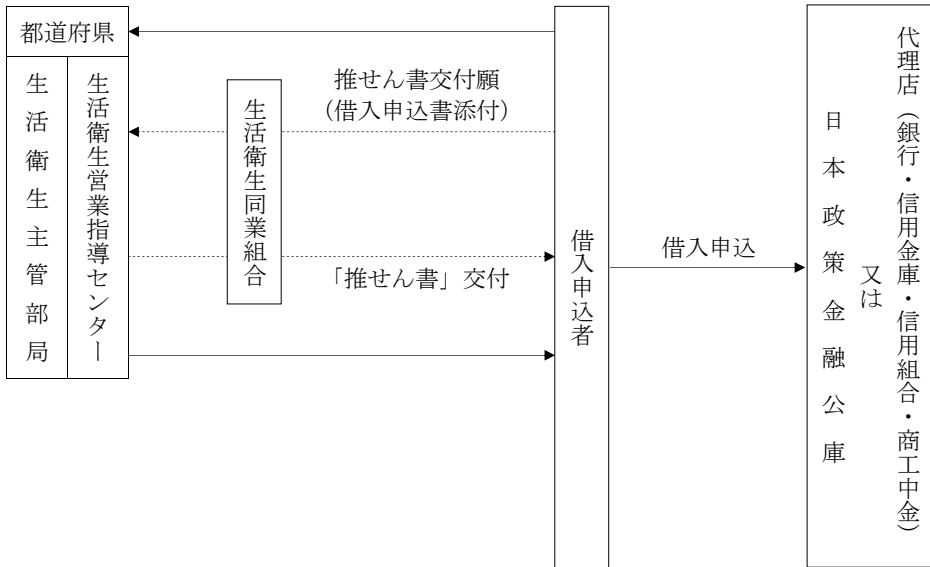 都道府県
生活衛生主管部局
生活衛生営業指導センター
生活衛生同業組合
推せん書交付願
（借入申込書添付）
「推せん書」交付
借入申込者
借入申込
日本政策金融公庫
又は
代理店（銀行・信用金庫・信用組合・商工中金）